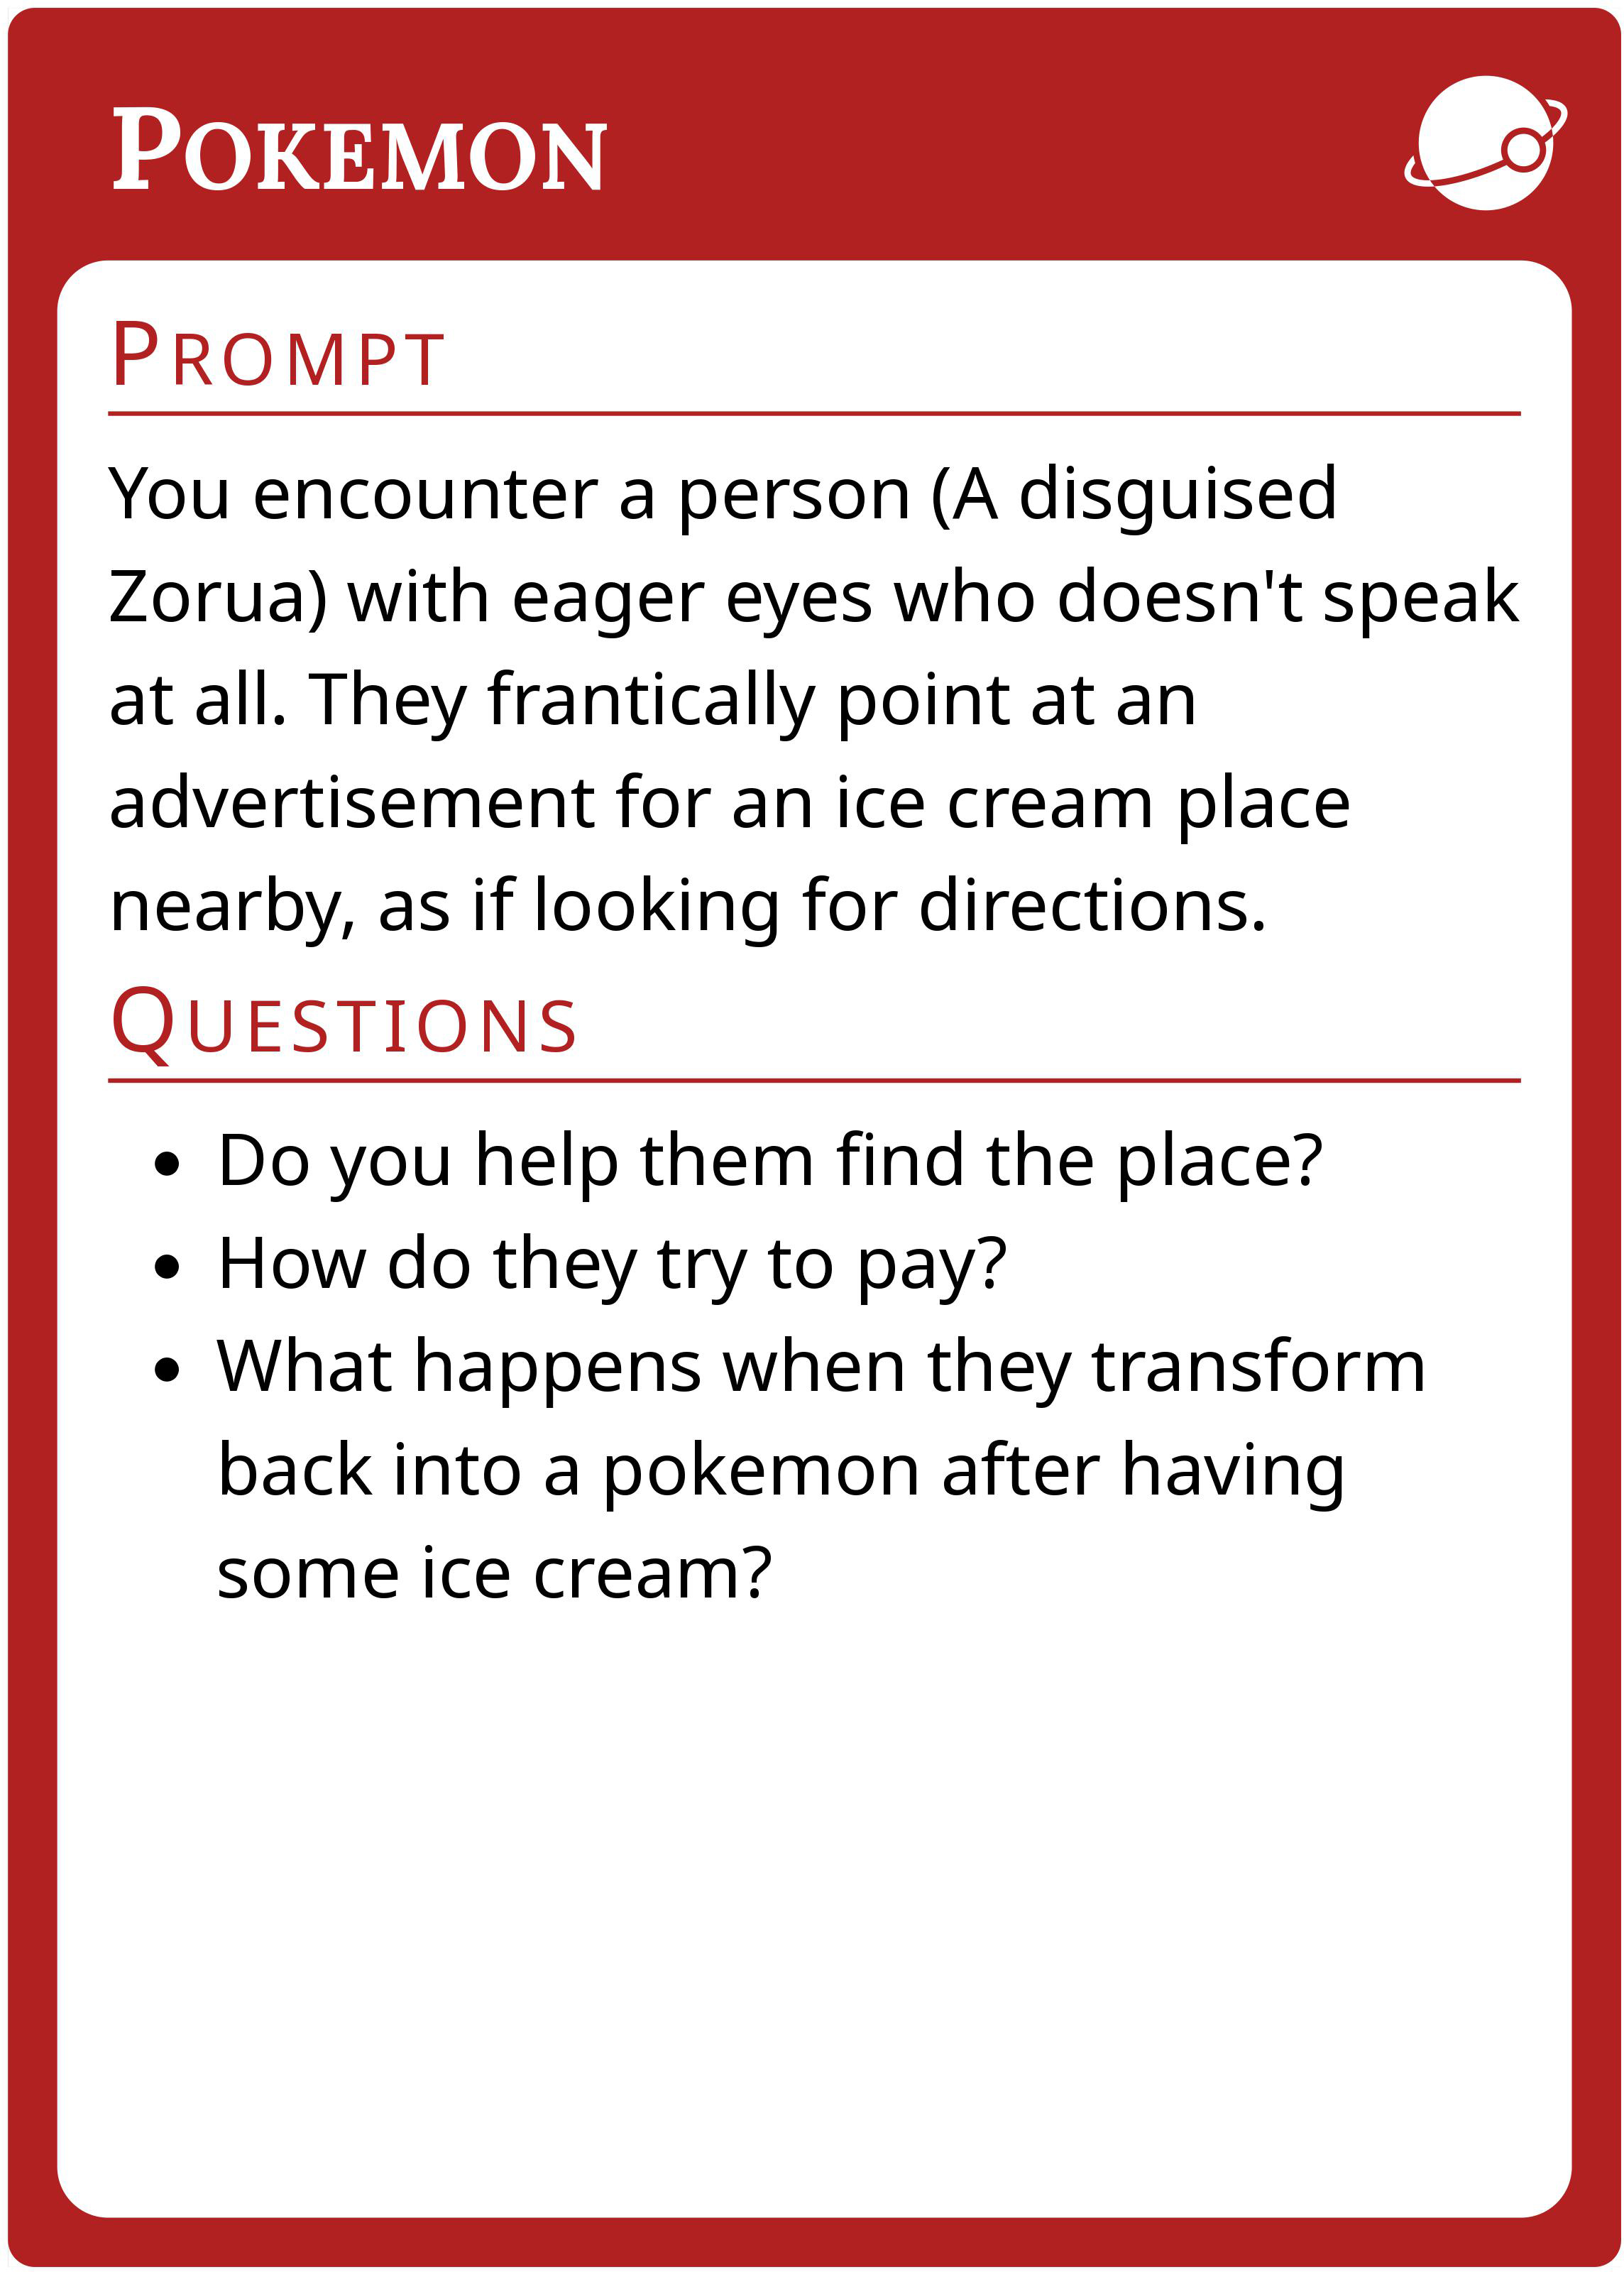 Pokemon
Prompt
You encounter a person (A disguised
Zorua) with eager eyes who doesn't speak
at all. They frantically point at an
advertisement for an ice cream place
nearby, as if looking for directions.
Questions
• Do you help them find the place?
• How do they try to pay?
• What happens when they transform
back into a pokemon after having
some ice cream?